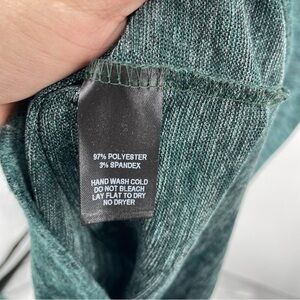 97% POLYESTER
3% SPANDEX
HAND WASH COLD
DO NOT BLEACH
LAY FLAT TO DRY
NO DRYER